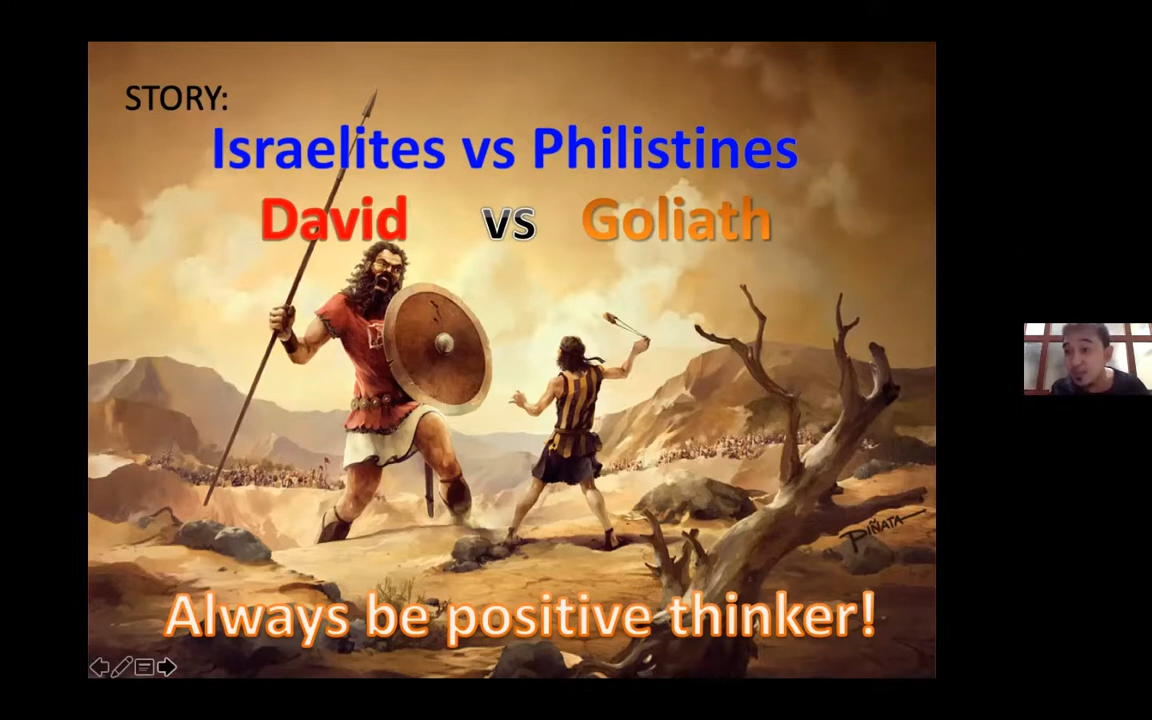 STORY:
Israelites vs Philistines
David vs Goliath
PIÑATA
Always be positive thinker!